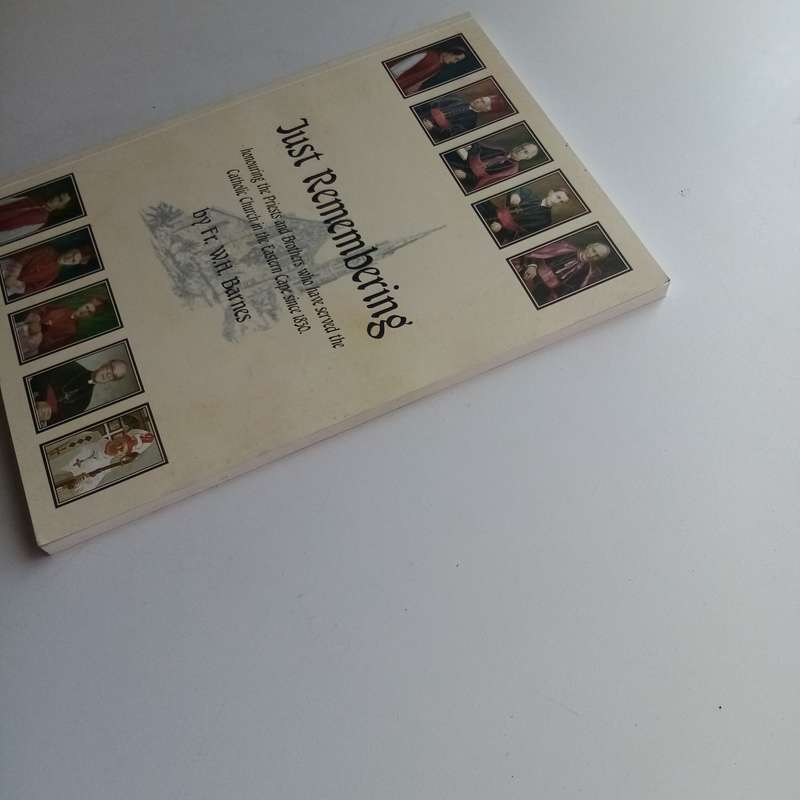 Just Remembering
honouring the Priests and Brothers who have served the
Catholic Church in the Eastern Cape since 1850.
by Fr. W.H. Barnes